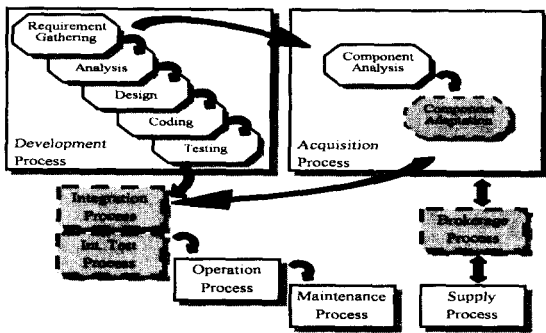 Requirement
Gathering
Analysis
Design
Coding
Testing
Development
Process
Component
Analysis
Component
Adaptation
Acquisition
Process
Integration
Process
Int. Test
Process
Operation
Process
Maintenance
Process
Brokerage
Process
Supply
Process